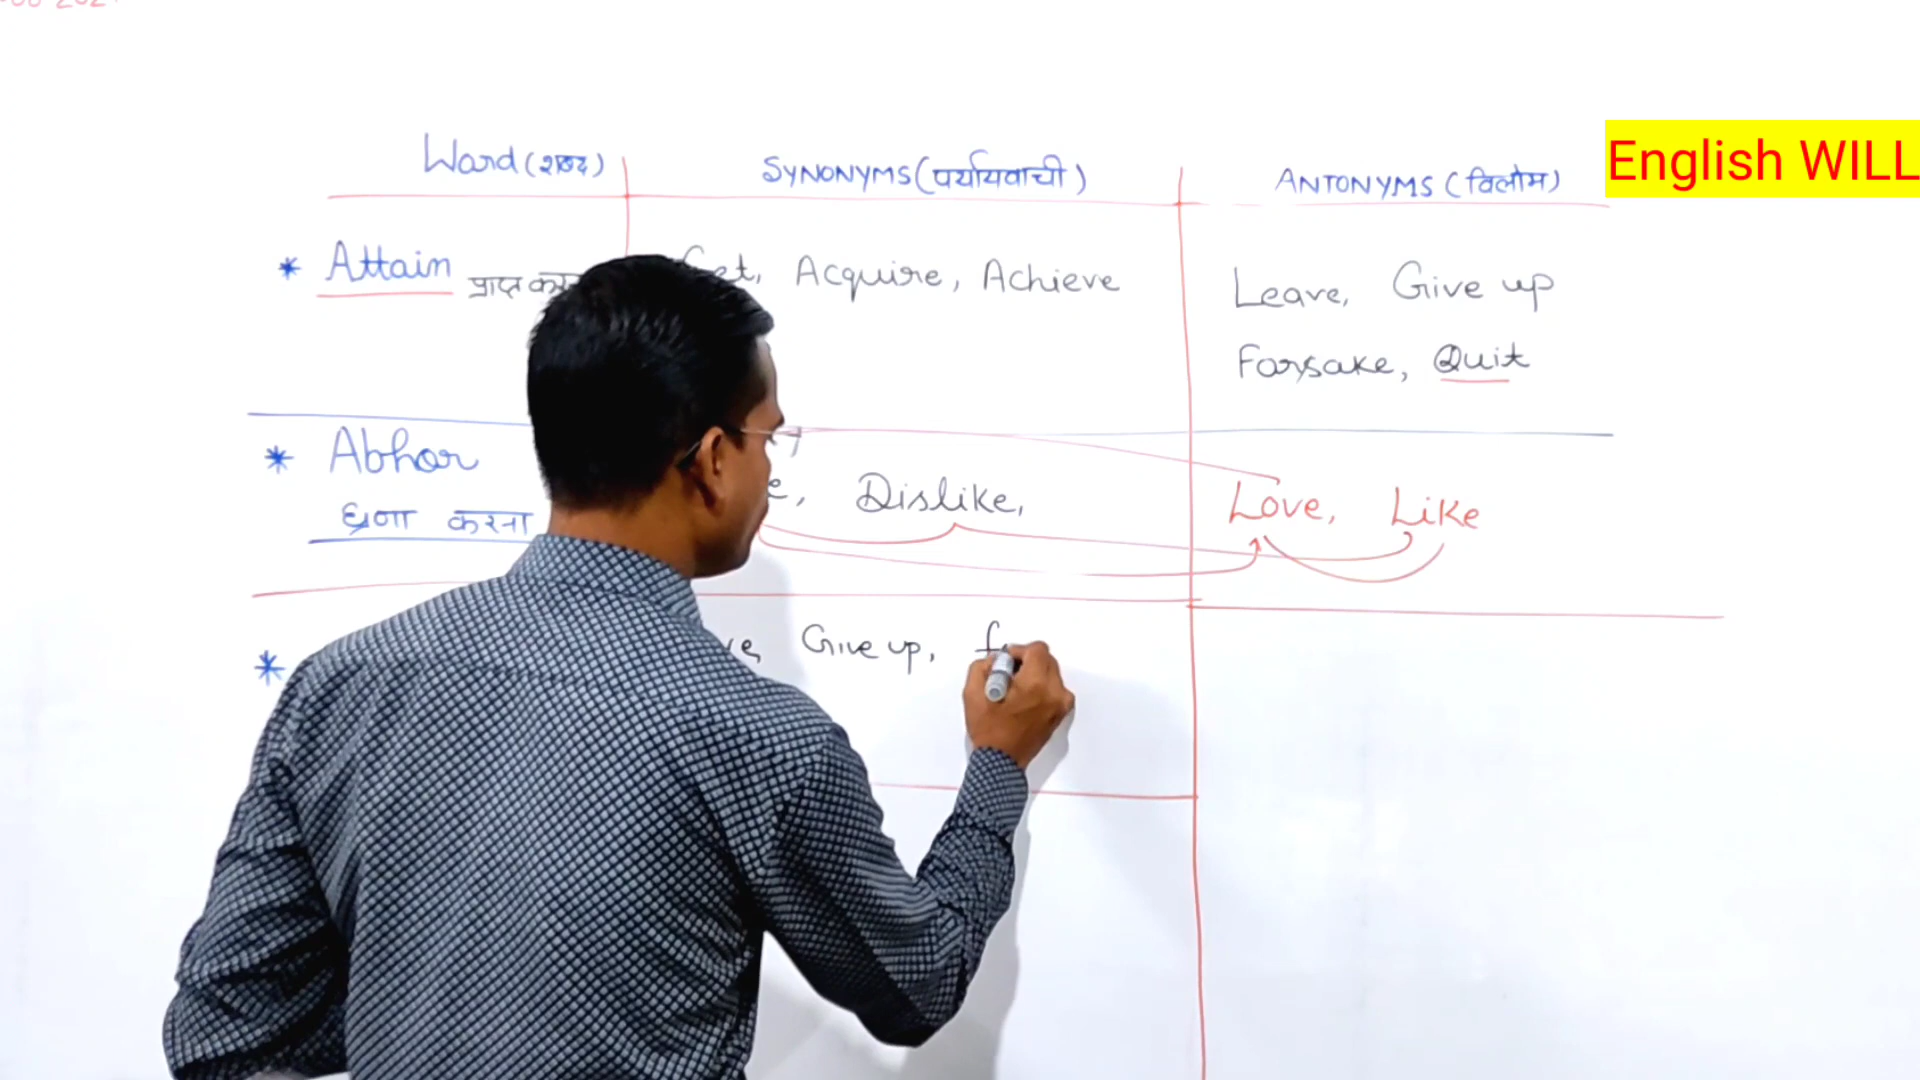 Word (शब्द) SYNONYMS (पर्यायवाची) ANTONYMS (विलोम)
English WILL
* Attain प्राप्त Get, Acquire, Achieve Leave, Give up
Forsake, Quit
* Abhor Dislike, Love, Like
घृणा करना
* Give up,